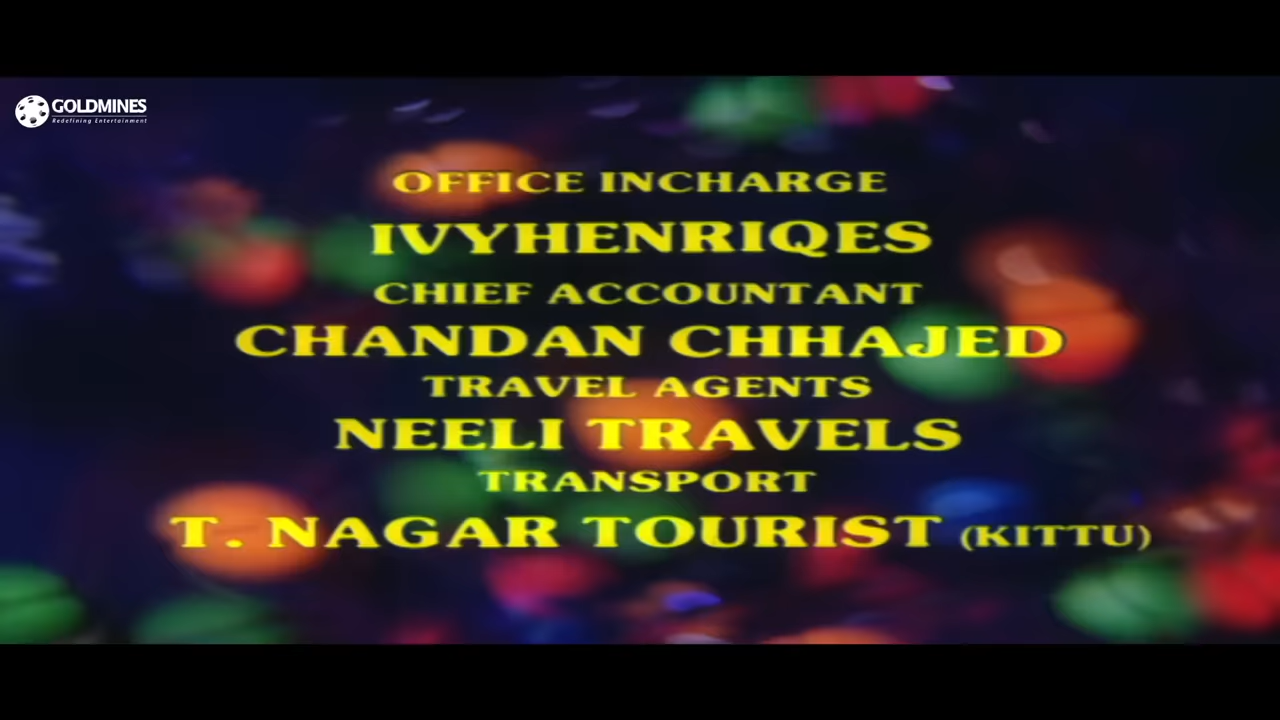 GOLDMINES
Redefining Entertainment
OFFICE INCHARGE
IVYHENRIQES
CHIEF ACCOUNTANT
CHANDAN CHHAJED
TRAVEL AGENTS
NEELI TRAVELS
TRANSPORT
T. NAGAR TOURIST (KITTU)